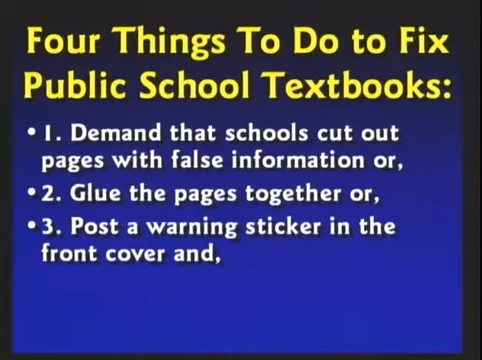 Four Things To Do to Fix
Public School Textbooks:
• 1. Demand that schools cut out
pages with false information or,
• 2. Glue the pages together or,
• 3. Post a warning sticker in the
front cover and,